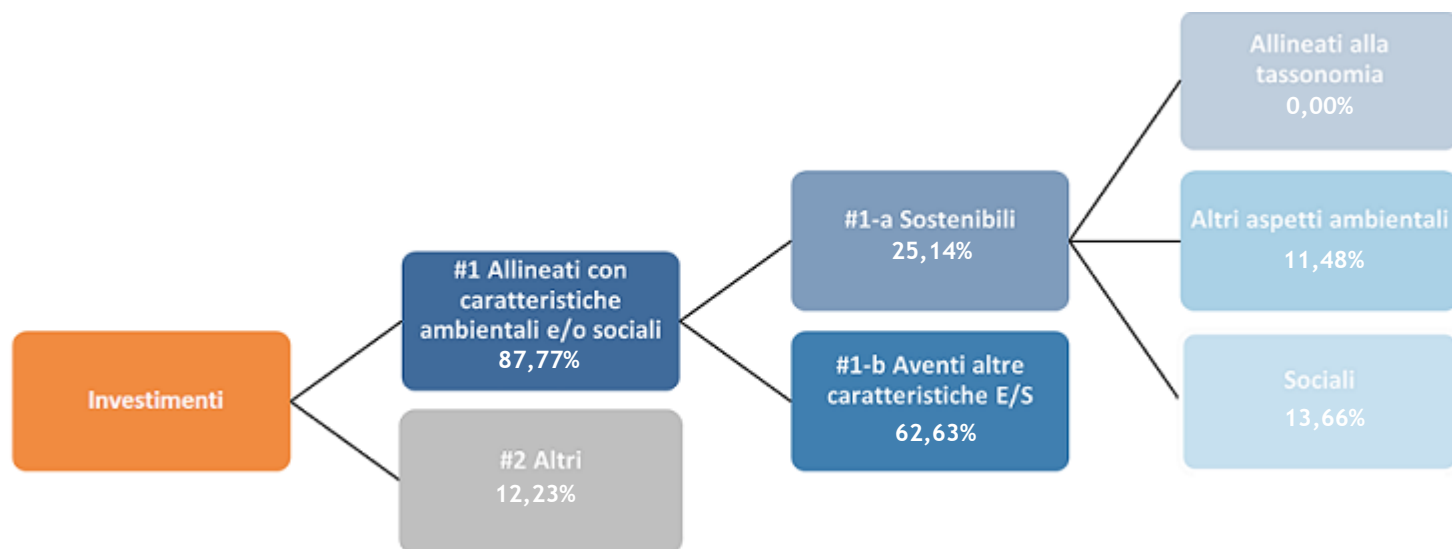 Investimenti
#1 Allineati con
caratteristiche
ambientali e/o sociali
87,77%
#2 Altri
12,23%
#1-a Sostenibili
25,14%
#1-b Aventi altre
caratteristiche E/S
62,63%
Allineati alla
tassonomia
0,00%
Altri aspetti ambientali
11,48%
Sociali
13,66%